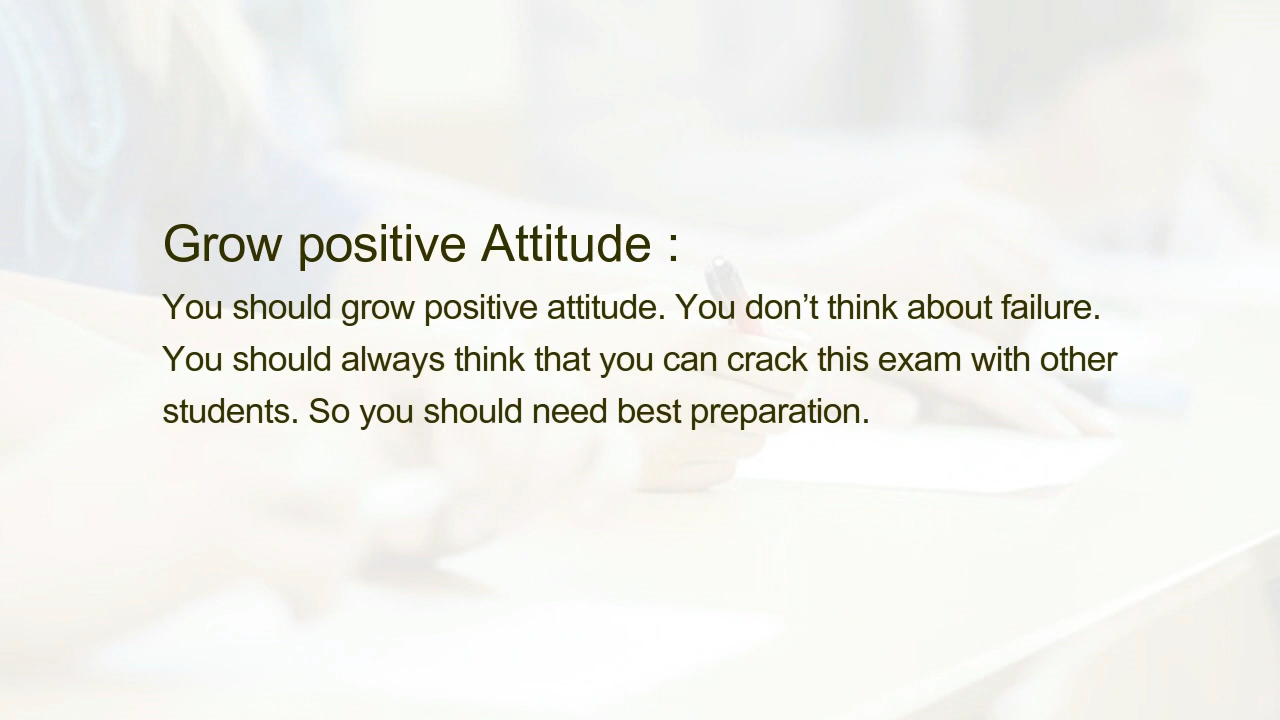 Grow positive Attitude :
You should grow positive attitude. You don’t think about failure.
You should always think that you can crack this exam with other
students. So you should need best preparation.